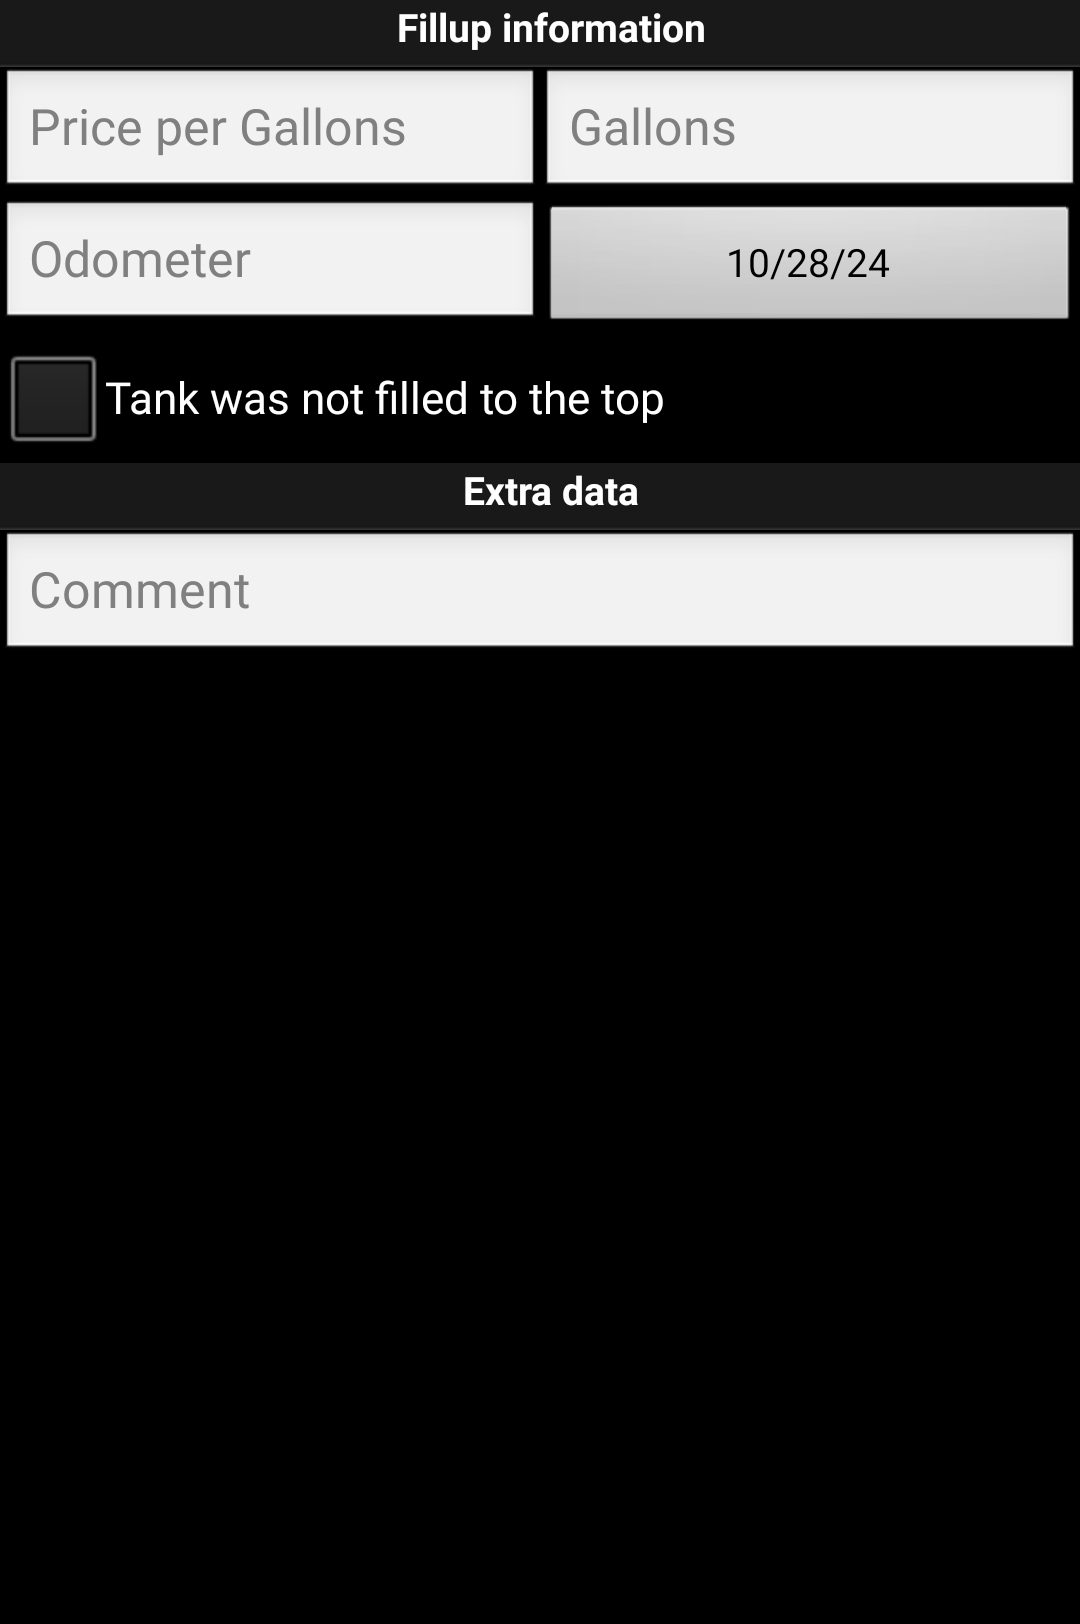 Fillup information
Price per Gallons
Gallons
Odometer
10/28/24
Tank was not filled to the top
Extra data
Comment